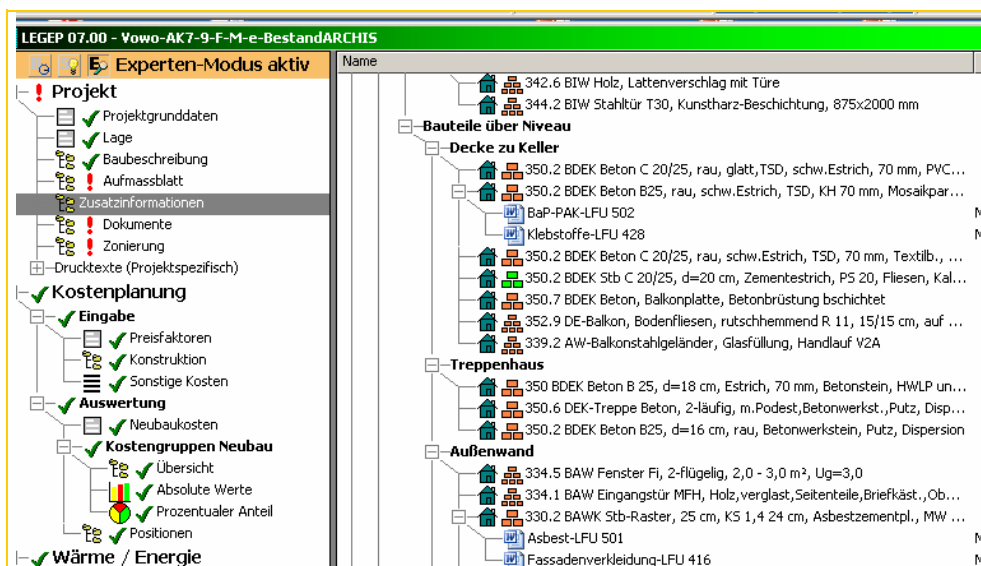 LEGEP 07.00 - Vowo-AK7-9-F-M-e-BestandARCHIS
Experten-Modus aktiv
Projekt
Projektgrunddaten
Lage
Baubeschreibung
Aufmassblatt
Zusatzinformationen
Dokumente
Zonierung
Drucktexte (Projektspezifisch)
Kostenplanung
Eingabe
Preisfaktoren
Konstruktion
Sonstige Kosten
Auswertung
Neubaukosten
Kostengruppen Neubau
Übersicht
Absolute Werte
Prozentualer Anteil
Positionen
Wärme / Energie
Name
342.6 BIW Holz, Lattenverschlag mit Türe
344.2 BIW Stahltür T30, Kunstharz-Beschichtung, 875x2000 mm
Bauteile über Niveau
Decke zu Keller
350.2 BDEK Beton C 20/25, rau, glatt,TSD, schw.Estrich, 70 mm, PVC...
350.2 BDEK Beton B25, rau, schw.Estrich, TSD, KH 70 mm, Mosaikpar...
BaP-PAK-LFU 502
Klebstoffe-LFU 428
350.2 BDEK Beton C 20/25, rau, schw.Estrich, TSD, 70 mm, Textilb., ...
350.2 BDEK Stb C 20/25, d=20 cm, Zementestrich, PS 20, Fliesen, Kal...
350.7 BDEK Beton, Balkonplatte, Betonbrüstung bschichtet
352.9 DE-Balkon, Bodenfliesen, rutschhemmend R 11, 15/15 cm, auf ...
339.2 AW-Balkonstahlgeländer, Glasfüllung, Handlauf V2A
Treppenhaus
350 BDEK Beton B 25, d=18 cm, Estrich, 70 mm, Betonstein, HWLP un...
350.6 DEK-Treppe Beton, 2-läufig, m.Podest,Betonwerkst.,Putz, Disp...
350.2 BDEK Beton B25, d=16 cm, rau, Betonwerkstein, Putz, Dispersion
Außenwand
334.5 BAW Fenster Fi, 2-flügelig, 2,0 - 3,0 m², Ug=3,0
334.1 BAW Eingangstür MFH, Holz,verglast,Seitenteile,Briefkäst.,Ob...
330.2 BAWK Stb-Raster, 25 cm, KS 1,4 24 cm, Asbestzementpl., MW ...
Asbest-LFU 501
Fassadenverkleidung-LFU 416